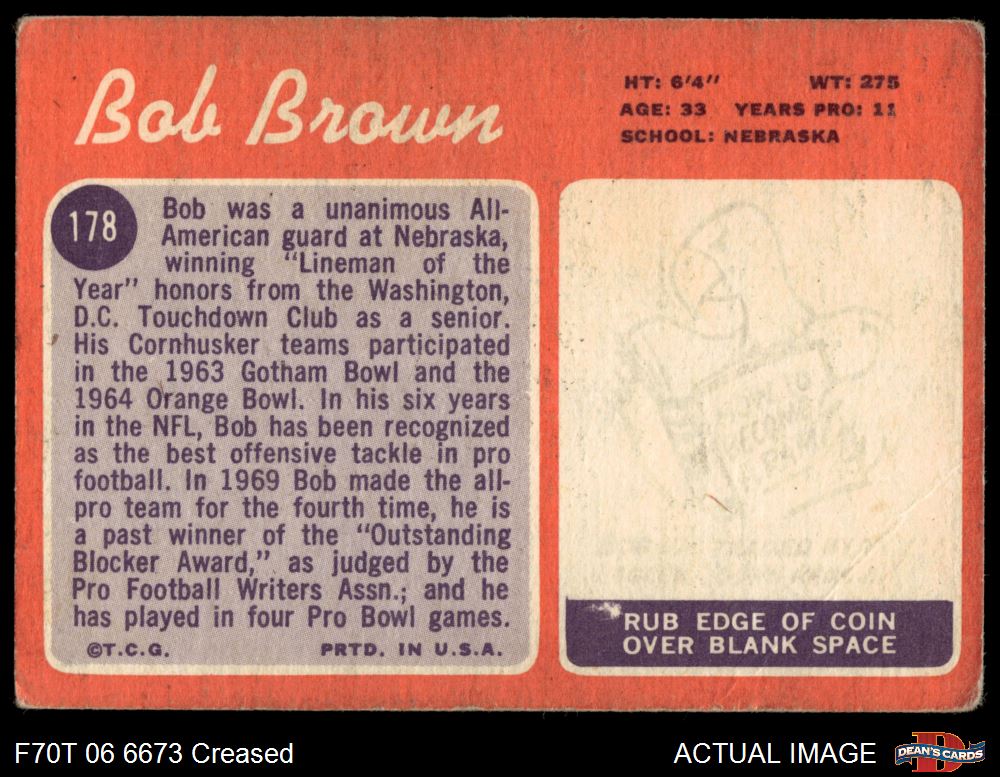 Bob Brown
HT: 6'4" WT: 275
AGE: 33 YEARS PRO: 11
SCHOOL: NEBRASKA
178
Bob was a unanimous All-
American guard at Nebraska,
winning "Lineman of the
Year" honors from the Washington,
D.C. Touchdown Club as a senior.
His Cornhusker teams participated
in the 1963 Gotham Bowl and the
1964 Orange Bowl. In his six years
in the NFL, Bob has been recognized
as the best offensive tackle in pro
football. In 1969 Bob made the all-
pro team for the fourth time, he is
a past winner of the "Outstanding
Blocker Award," as judged by the
Pro Football Writers Assn.; and he
has played in four Pro Bowl games.
©T.C.G. PRTD. IN U.S.A.
RUB EDGE OF COIN
OVER BLANK SPACE
F70T 06 6673 Creased
ACTUAL IMAGE
DEAN'S CARDS